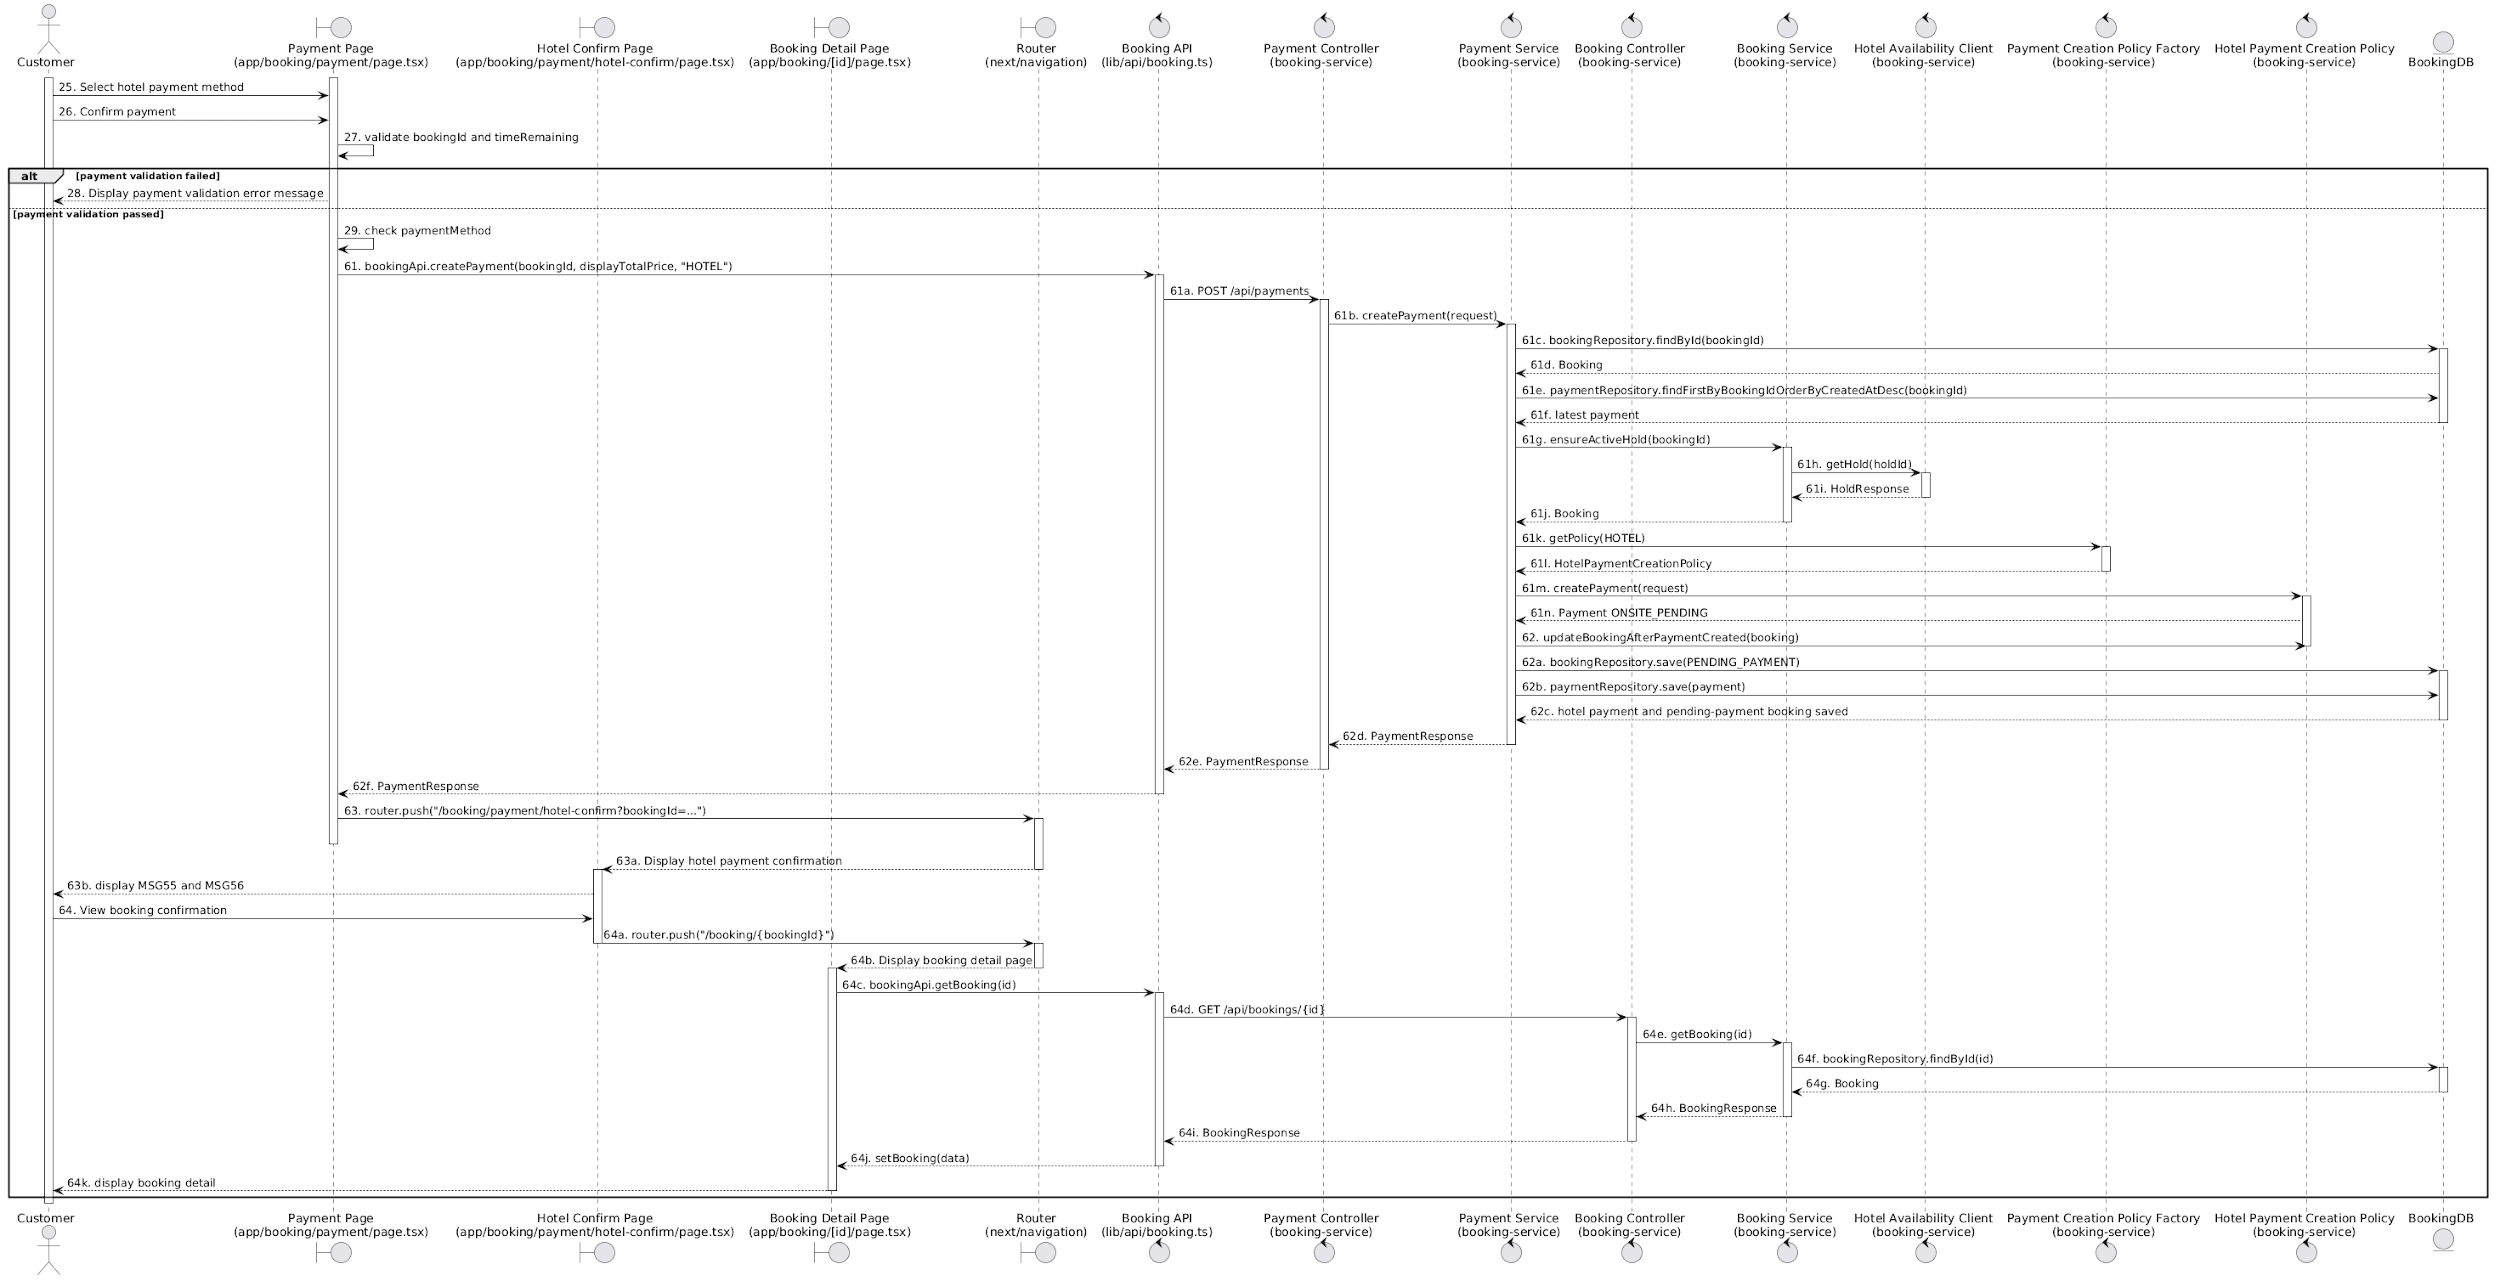 Customer
Payment Page
(app/booking/payment/page.tsx)
Hotel Confirm Page
(app/booking/payment/hotel-confirm/page.tsx)
Booking Detail Page
(app/booking/[id]/page.tsx)
Router
(next/navigation)
Booking API
(lib/api/booking.ts)
Payment Controller
(booking-service)
Payment Service
(booking-service)
Booking Controller
(booking-service)
Booking Service
(booking-service)
Hotel Availability Client
(booking-service)
Payment Creation Policy Factory
(booking-service)
Hotel Payment Creation Policy
(booking-service)
BookingDB
25. Select hotel payment method
26. Confirm payment
27. validate bookingId and timeRemaining
alt
[payment validation failed]
28. Display payment validation error message
[payment validation passed]
29. check paymentMethod
61. bookingApi.createPayment(bookingId, displayTotalPrice, "HOTEL")
61a. POST /api/payments
61b. createPayment(request)
61c. bookingRepository.findById(bookingId)
61d. Booking
61e. paymentRepository.findFirstByBookingIdOrderByCreatedAtDesc(bookingId)
61f. latest payment
61g. ensureActiveHold(bookingId)
61h. getHold(holdId)
61i. HoldResponse
61j. Booking
61k. getPolicy(HOTEL)
61l. HotelPaymentCreationPolicy
61m. createPayment(request)
61n. Payment ONSITE_PENDING
62. updateBookingAfterPaymentCreated(booking)
62a. bookingRepository.save(PENDING_PAYMENT)
62b. paymentRepository.save(payment)
62c. hotel payment and pending-payment booking saved
62d. PaymentResponse
62e. PaymentResponse
62f. PaymentResponse
63. router.push("/booking/payment/hotel-confirm?bookingId=...")
63a. Display hotel payment confirmation
63b. display MSG55 and MSG56
64. View booking confirmation
64a. router.push("/booking/{bookingId}")
64b. Display booking detail page
64c. bookingApi.getBooking(id)
64d. GET /api/bookings/{id}
64e. getBooking(id)
64f. bookingRepository.findById(id)
64g. Booking
64h. BookingResponse
64i. BookingResponse
64j. setBooking(data)
64k. display booking detail
Customer
Payment Page
(app/booking/payment/page.tsx)
Hotel Confirm Page
(app/booking/payment/hotel-confirm/page.tsx)
Booking Detail Page
(app/booking/[id]/page.tsx)
Router
(next/navigation)
Booking API
(lib/api/booking.ts)
Payment Controller
(booking-service)
Payment Service
(booking-service)
Booking Controller
(booking-service)
Booking Service
(booking-service)
Hotel Availability Client
(booking-service)
Payment Creation Policy Factory
(booking-service)
Hotel Payment Creation Policy
(booking-service)
BookingDB